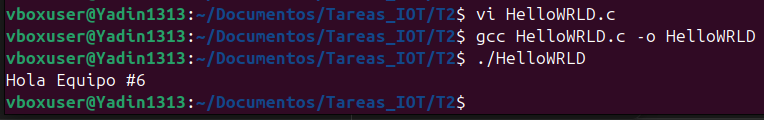 vboxuser@Yadin1313:~/Documentos/Tareas_IOT/T2$ vi HelloWRLD.c
vboxuser@Yadin1313:~/Documentos/Tareas_IOT/T2$ gcc HelloWRLD.c -o HelloWRLD
vboxuser@Yadin1313:~/Documentos/Tareas_IOT/T2$ ./HelloWRLD
Hola Equipo #6
vboxuser@Yadin1313:~/Documentos/Tareas_IOT/T2$